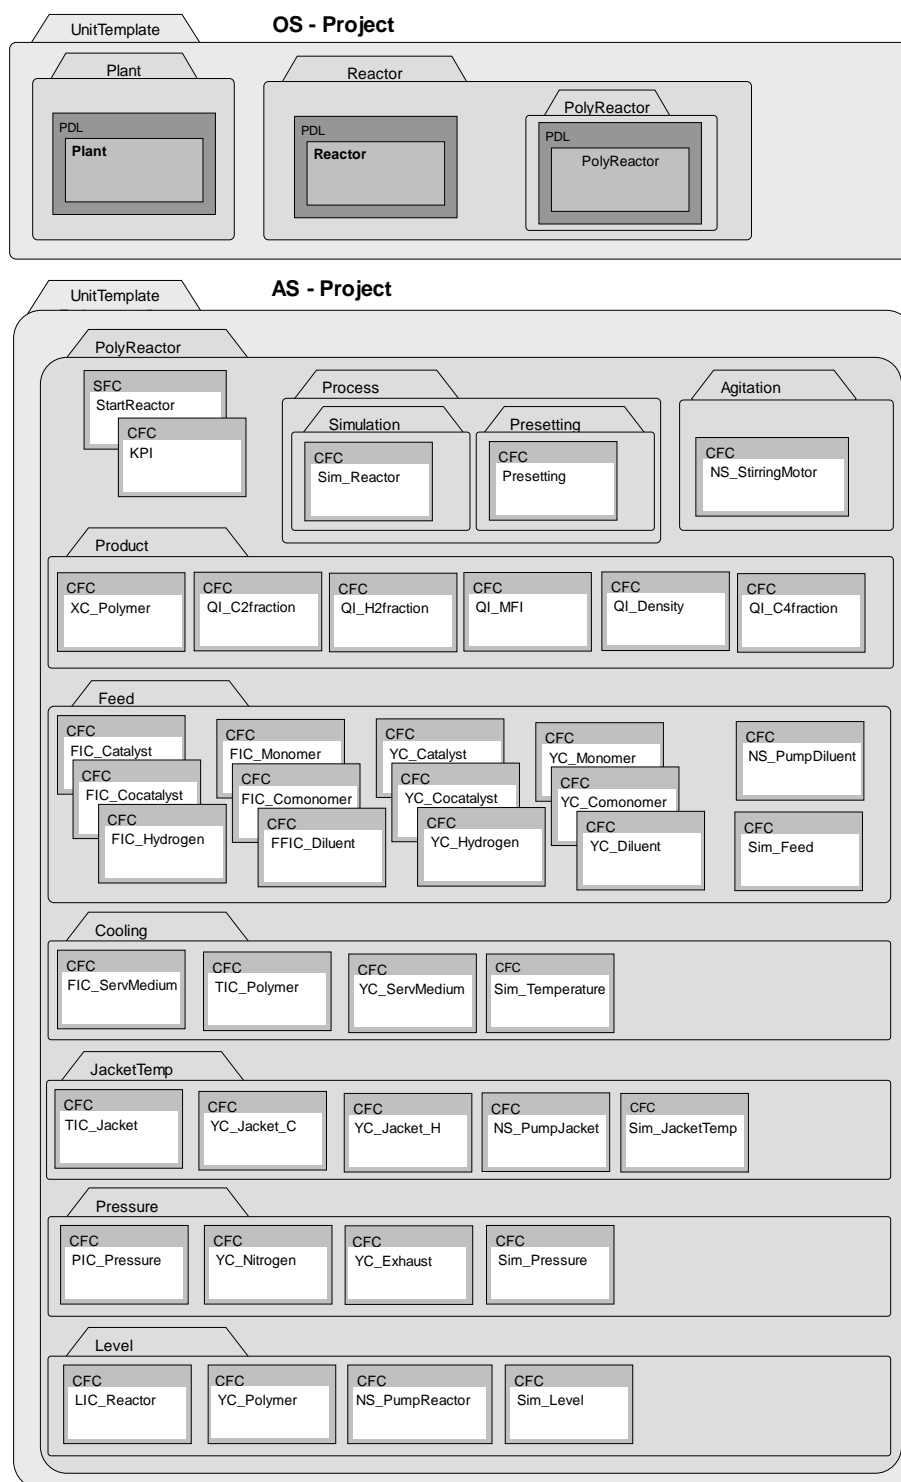 OS - Project
UnitTemplate
Plant
Reactor
PolyReactor
PDL
Plant
PDL
Reactor
PDL
PolyReactor
AS - Project
UnitTemplate
PolyReactor
SFC
StartReactor
CFC
KPI
Process
Simulation
CFC
Sim_Reactor
Presetting
CFC
Presetting
Agitation
CFC
NS_StirringMotor
Product
CFC
XC_Polymer
CFC
QI_C2fraction
CFC
QI_H2fraction
CFC
QI_MFI
CFC
QI_Density
CFC
QI_C4fraction
Feed
CFC
FIC_Catalyst
CFC
FIC_Cocatalyst
CFC
FIC_Hydrogen
CFC
FIC_Monomer
CFC
FIC_Comonomer
CFC
FFIC_Diluent
CFC
YC_Catalyst
CFC
YC_Cocatalyst
CFC
YC_Hydrogen
CFC
YC_Monomer
CFC
YC_Comonomer
CFC
YC_Diluent
CFC
NS_PumpDiluent
CFC
Sim_Feed
Cooling
CFC
FIC_ServMedium
CFC
TIC_Polymer
CFC
YC_ServMedium
CFC
Sim_Temperature
JacketTemp
CFC
TIC_Jacket
CFC
YC_Jacket_C
CFC
YC_Jacket_H
CFC
NS_PumpJacket
CFC
Sim_JacketTemp
Pressure
CFC
PIC_Pressure
CFC
YC_Nitrogen
CFC
YC_Exhaust
CFC
Sim_Pressure
Level
CFC
LIC_Reactor
CFC
YC_Polymer
CFC
NS_PumpReactor
CFC
Sim_Level